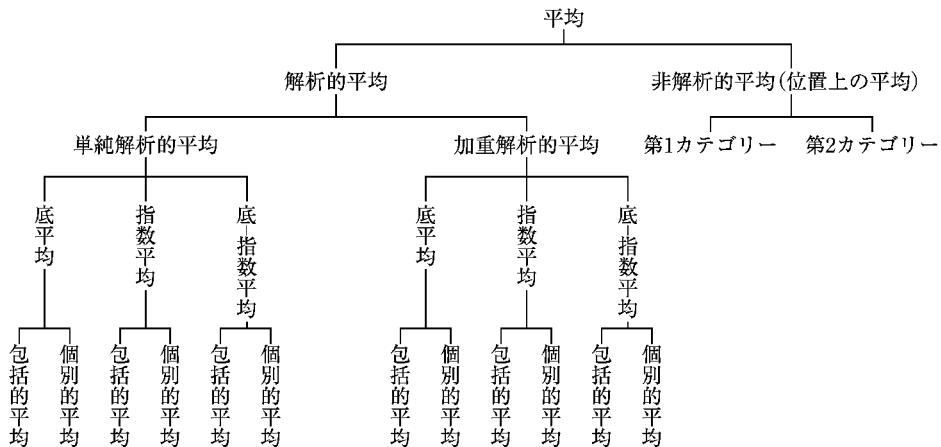 平均
解析的平均
非解析的平均(位置上の平均)
単純解析的平均
加重解析的平均
第1カテゴリー
第2カテゴリー
底平均
指数平均
底−指数平均
底平均
指数平均
底−指数平均
包括的平均
個別的平均
包括的平均
個別的平均
包括的平均
個別的平均
包括的平均
個別的平均
包括的平均
個別的平均
包括的平均
個別的平均